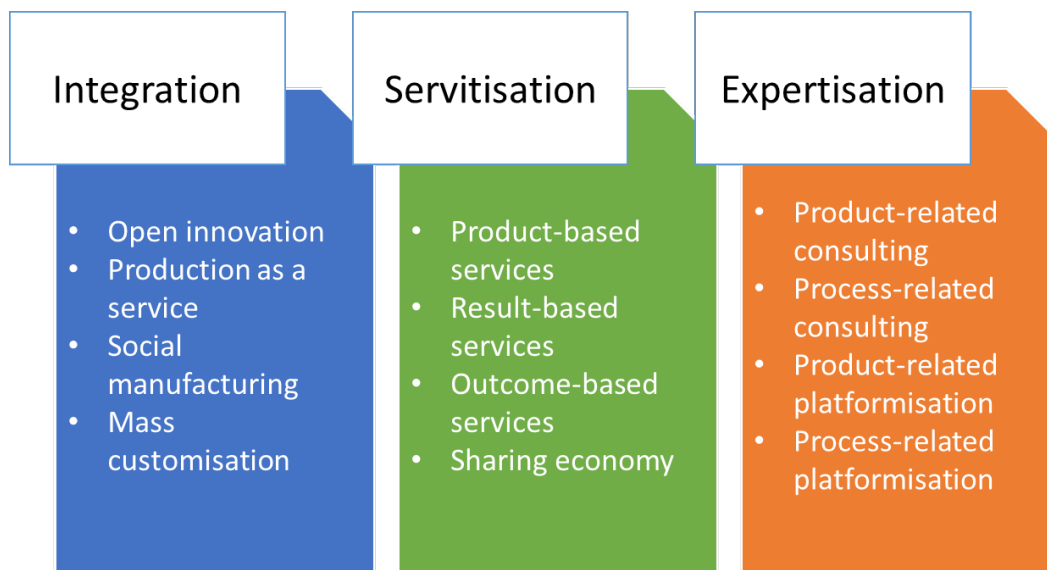 Integration
• Open innovation
• Production as a
service
• Social
manufacturing
• Mass
customisation
Servitisation
• Product-based
services
• Result-based
services
• Outcome-based
services
• Sharing economy
Expertisation
• Product-related
consulting
• Process-related
consulting
• Product-related
platformisation
• Process-related
platformisation